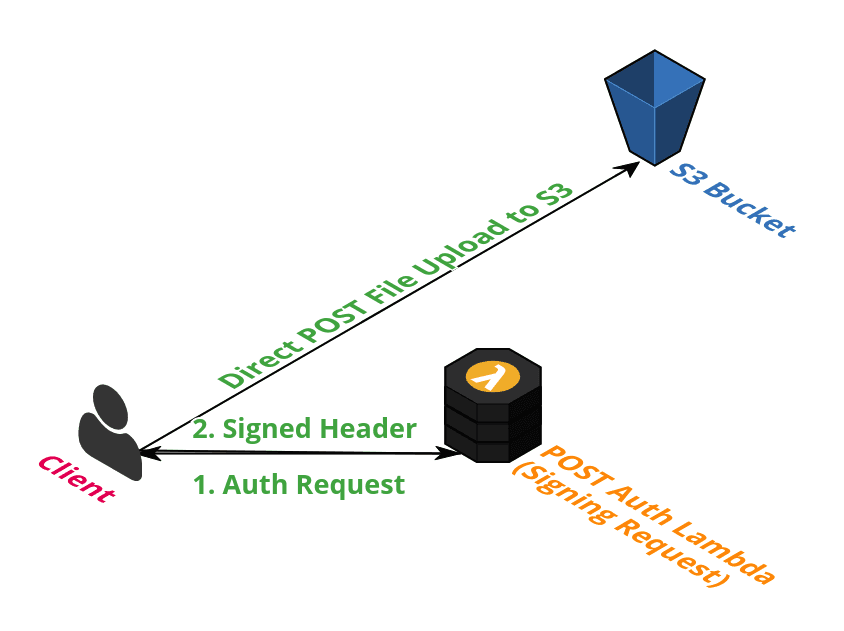 S3 Bucket
Direct POST File Upload to S3
2. Signed Header
1. Auth Request
Client
POST Auth Lambda
(Signing Request)